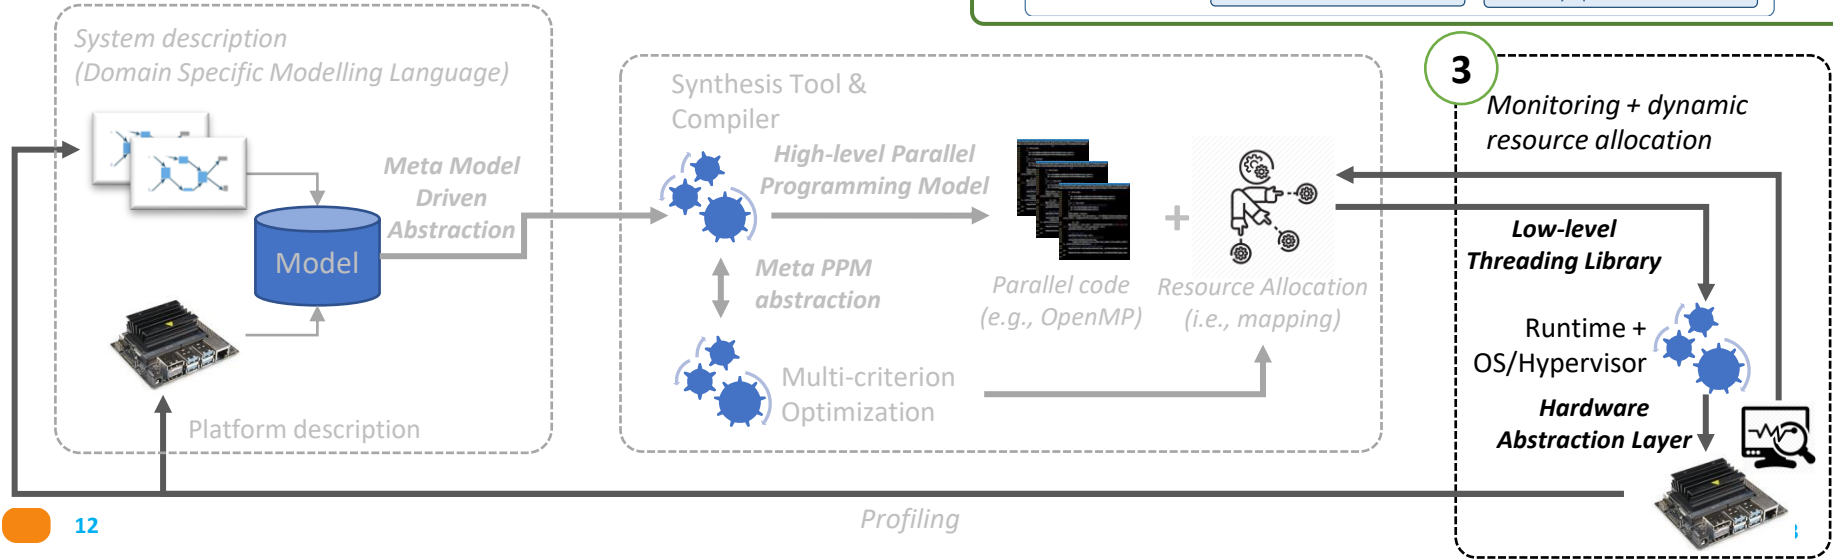 System description
(Domain Specific Modelling Language)
Meta Model
Driven
Abstraction
Model
Platform description
Synthesis Tool &
Compiler
High-level Parallel
Programming Model
Meta PPM
abstraction
Multi-criterion
Optimization
+
Parallel code
(e.g., OpenMP)
Resource Allocation
(i.e., mapping)
3
Monitoring + dynamic
resource allocation
Low-level
Threading Library
Runtime +
OS/Hypervisor
Hardware
Abstraction Layer
Profiling
12